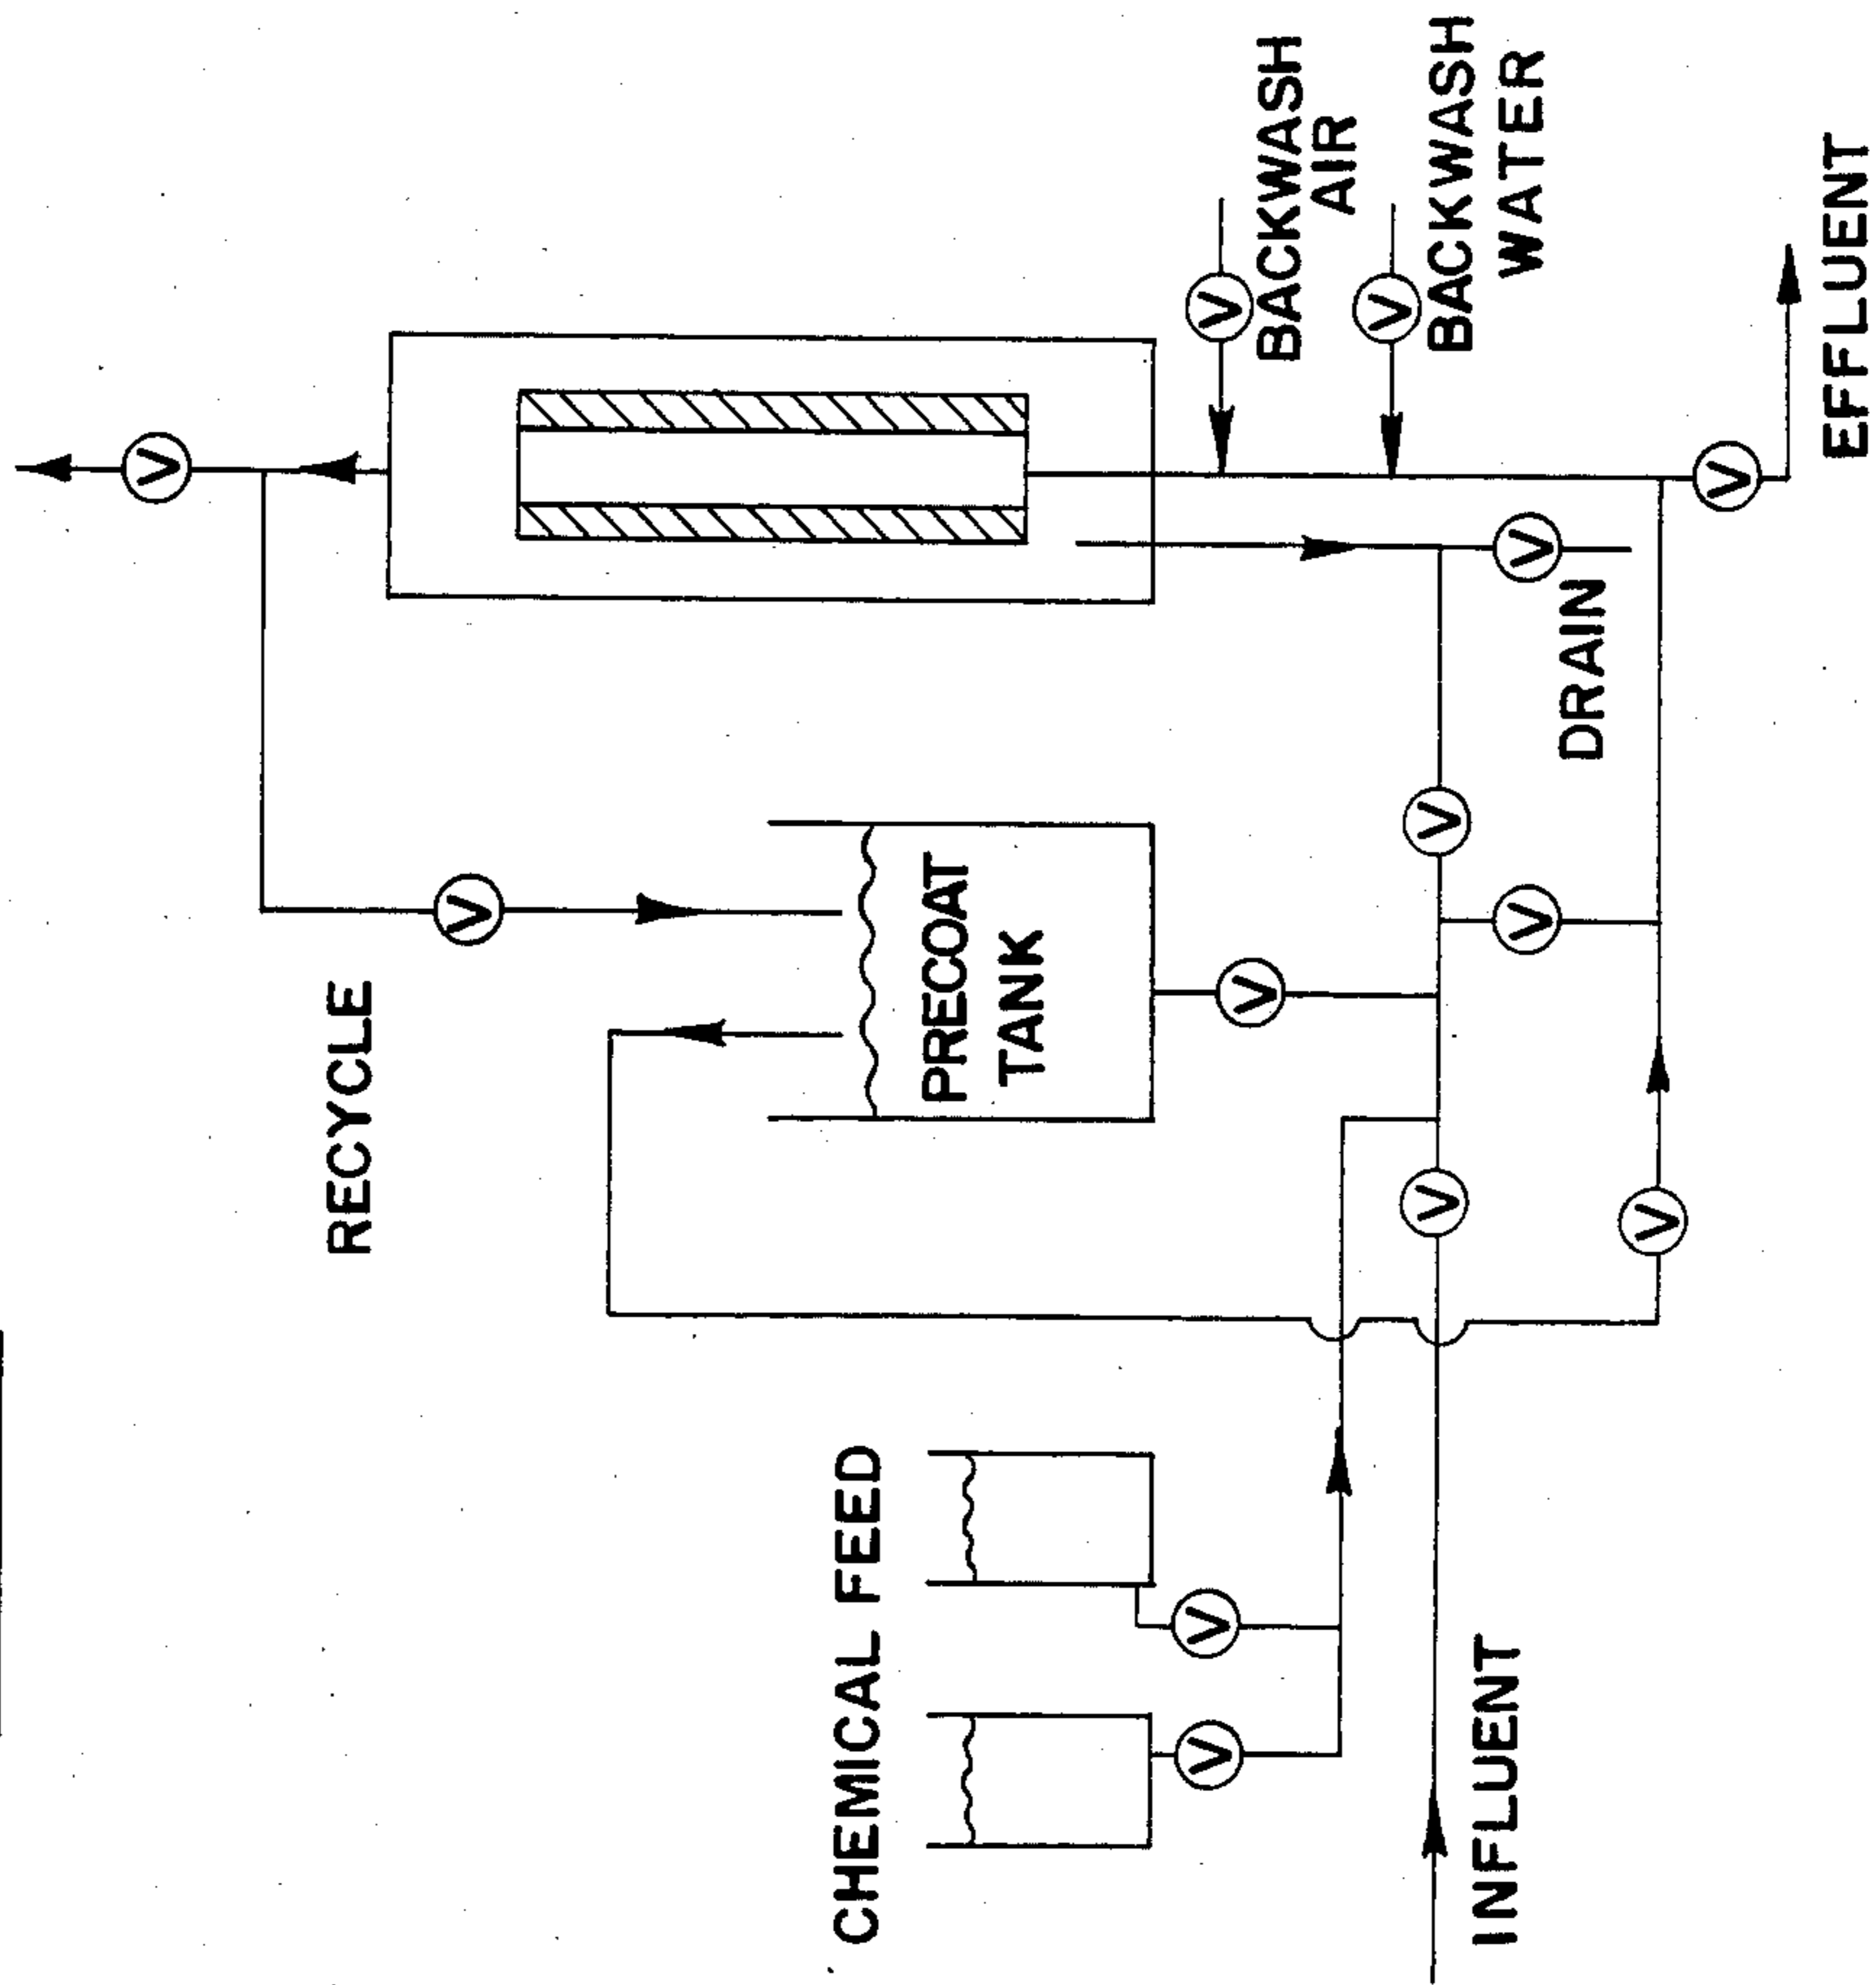 RECYCLE
V
V
CHEMICAL FEED
V
V
PRECOAT
TANK
V
V
V
V
V
INFLUENT
DRAIN
V
V
BACKWASH
AIR
V
BACKWASH
WATER
V
V
EFFLUENT